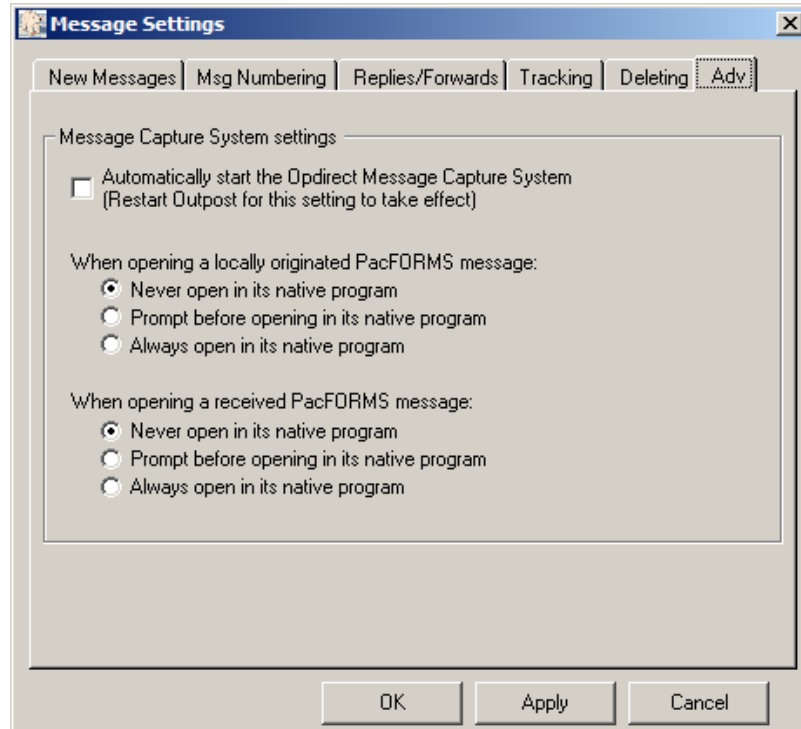 Message Settings
New Messages
Msg Numbering
Replies/Forwards
Tracking
Deleting
Adv
Message Capture System settings
Automatically start the Opdirect Message Capture System
(Restart Outpost for this setting to take effect)
When opening a locally originated PacFORMS message:
Never open in its native program
Prompt before opening in its native program
Always open in its native program
When opening a received PacFORMS message:
Never open in its native program
Prompt before opening in its native program
Always open in its native program
OK
Apply
Cancel